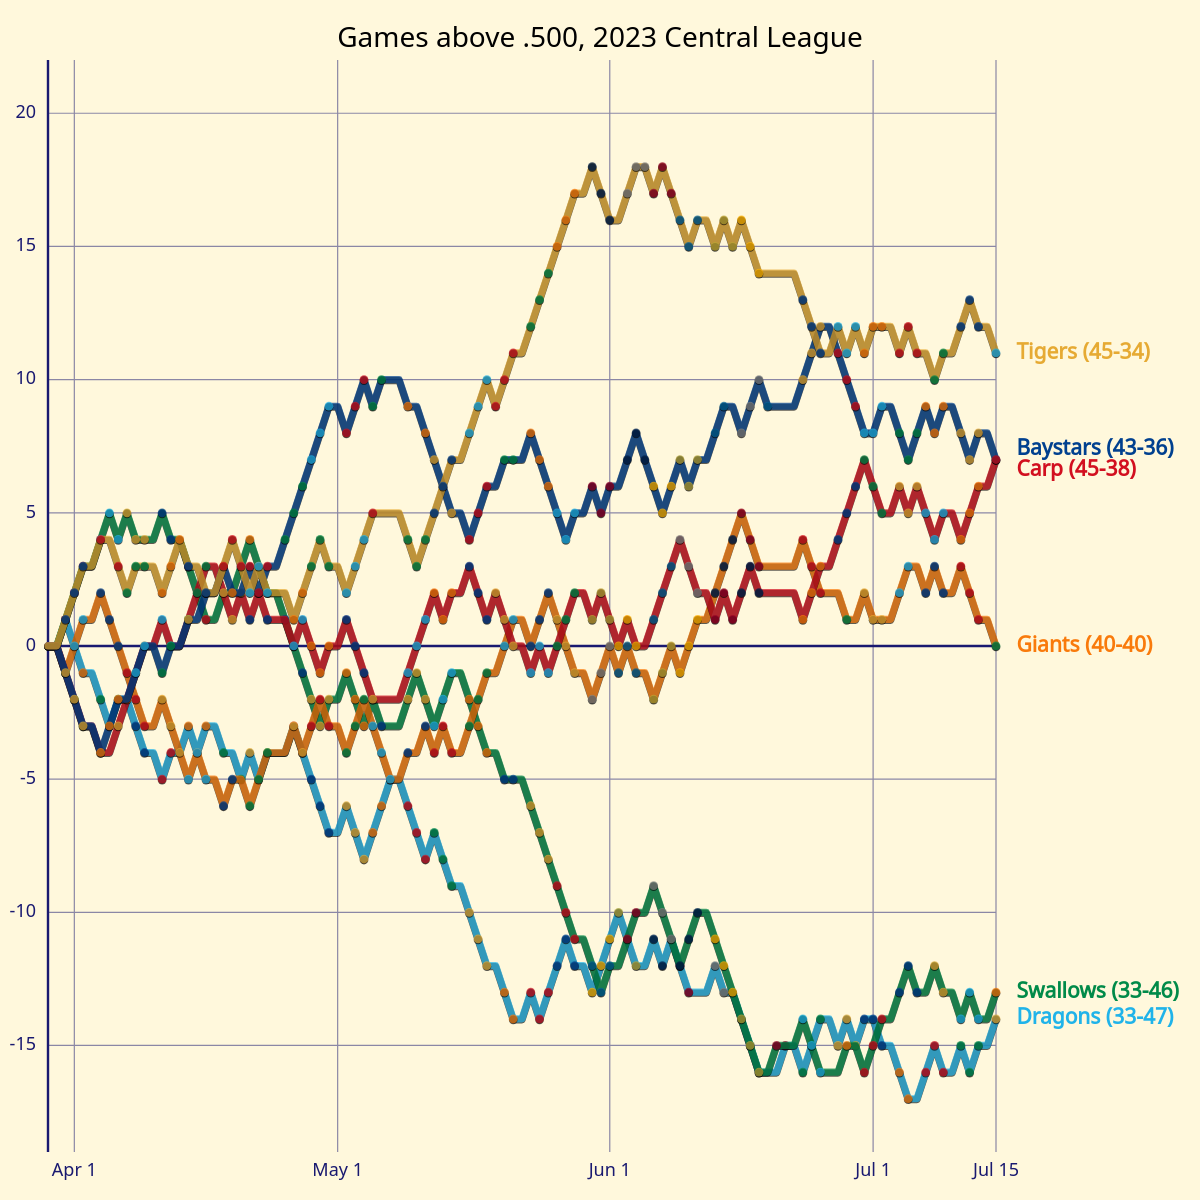 Games above .500, 2023 Central League
20
15
10
5
0
-5
-10
-15
Tigers (45-34)
Baystars (43-36)
Carp (45-38)
Giants (40-40)
Swallows (33-46)
Dragons (33-47)
Apr 1
May 1
Jun 1
Jul 1
Jul 15